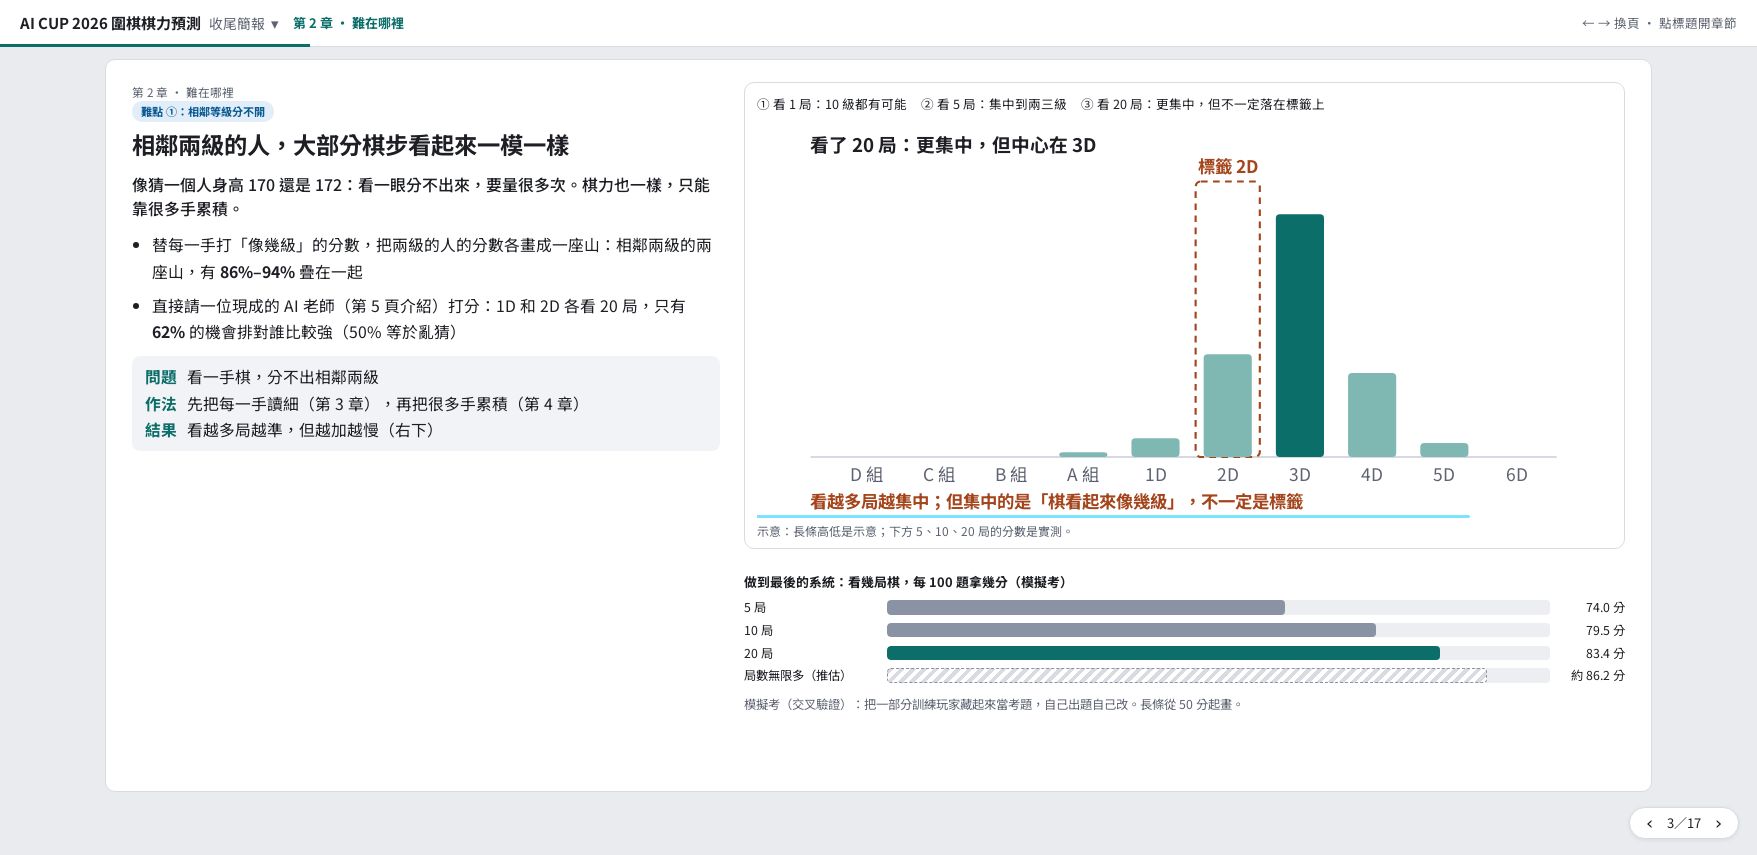 AI CUP 2026 圍棋棋力預測 收尾簡報 ▼ 第 2 章・難在哪裡
← → 換頁・點標題開章節
第 2 章・難在哪裡
難點 ①：相鄰等級分不開
相鄰兩級的人，大部分棋步看起來一模一樣
像猜一個人身高 170 還是 172：看一眼分不出來，要量很多次。棋力也一樣，只能
靠很多手累積。
• 替每一手打「像幾級」的分數，把兩級的人的分數各畫成一座山：相鄰兩級的兩
座山，有 86%–94% 疊在一起
• 直接請一位現成的 AI 老師（第 5 頁介紹）打分：1D 和 2D 各看 20 局，只有
62% 的機會排對誰比較強（50% 等於亂猜）
問題 看一手棋，分不出相鄰兩級
作法 先把每一手讀細（第 3 章），再把很多手累積（第 4 章）
結果 看越多局越準，但越加越慢（右下）
① 看 1 局：10 級都有可能 ② 看 5 局：集中到兩三級 ③ 看 20 局：更集中，但不一定落在標籤上
看了 20 局：更集中，但中心在 3D
標籤 2D
D 組 C 組 B 組 A 組 1D 2D 3D 4D 5D 6D
看越多局越集中；但集中的是「棋看起來像幾級」，不一定是標籤
示意：長條高低是示意；下方 5、10、20 局的分數是實測。
做到最後的系統：看幾局棋，每 100 題拿幾分（模擬考）
5 局 74.0 分
10 局 79.5 分
20 局 83.4 分
局數無限多（推估） 約 86.2 分
模擬考（交叉驗證）：把一部分訓練玩家藏起來當考題，自己出題自己改。長條從 50 分起畫。
‹ 3／17 ›